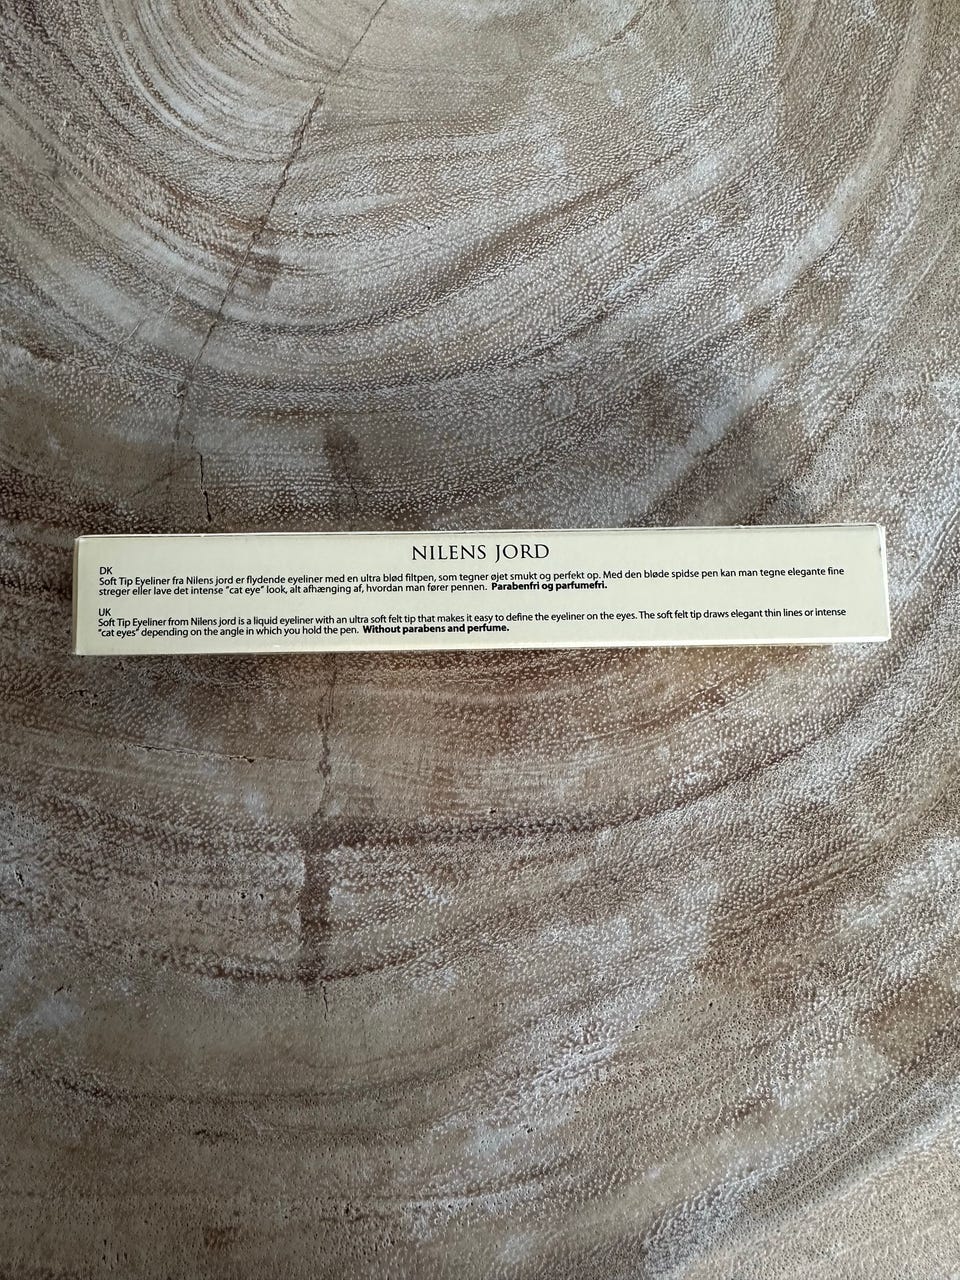 NILENS JORD
DK
Soft Tip Eyeliner fra Nilens jord er flydende eyeliner med en ultra blød filtpen, som tegner øjet smukt og perfekt op. Med den bløde spidse pen kan man tegne elegante fine
streger eller lave det intense "cat eye" look, alt afhænging af, hvordan man fører pennen. Parabenfri og parfumefri.
UK
Soft Tip Eyeliner from Nilens jord is a liquid eyeliner with an ultra soft felt tip that makes it easy to define the eyeliner on the eyes. The soft felt tip draws elegant thin lines or intense
"cat eyes" depending on the angle in which you hold the pen. Without parabens and perfume.